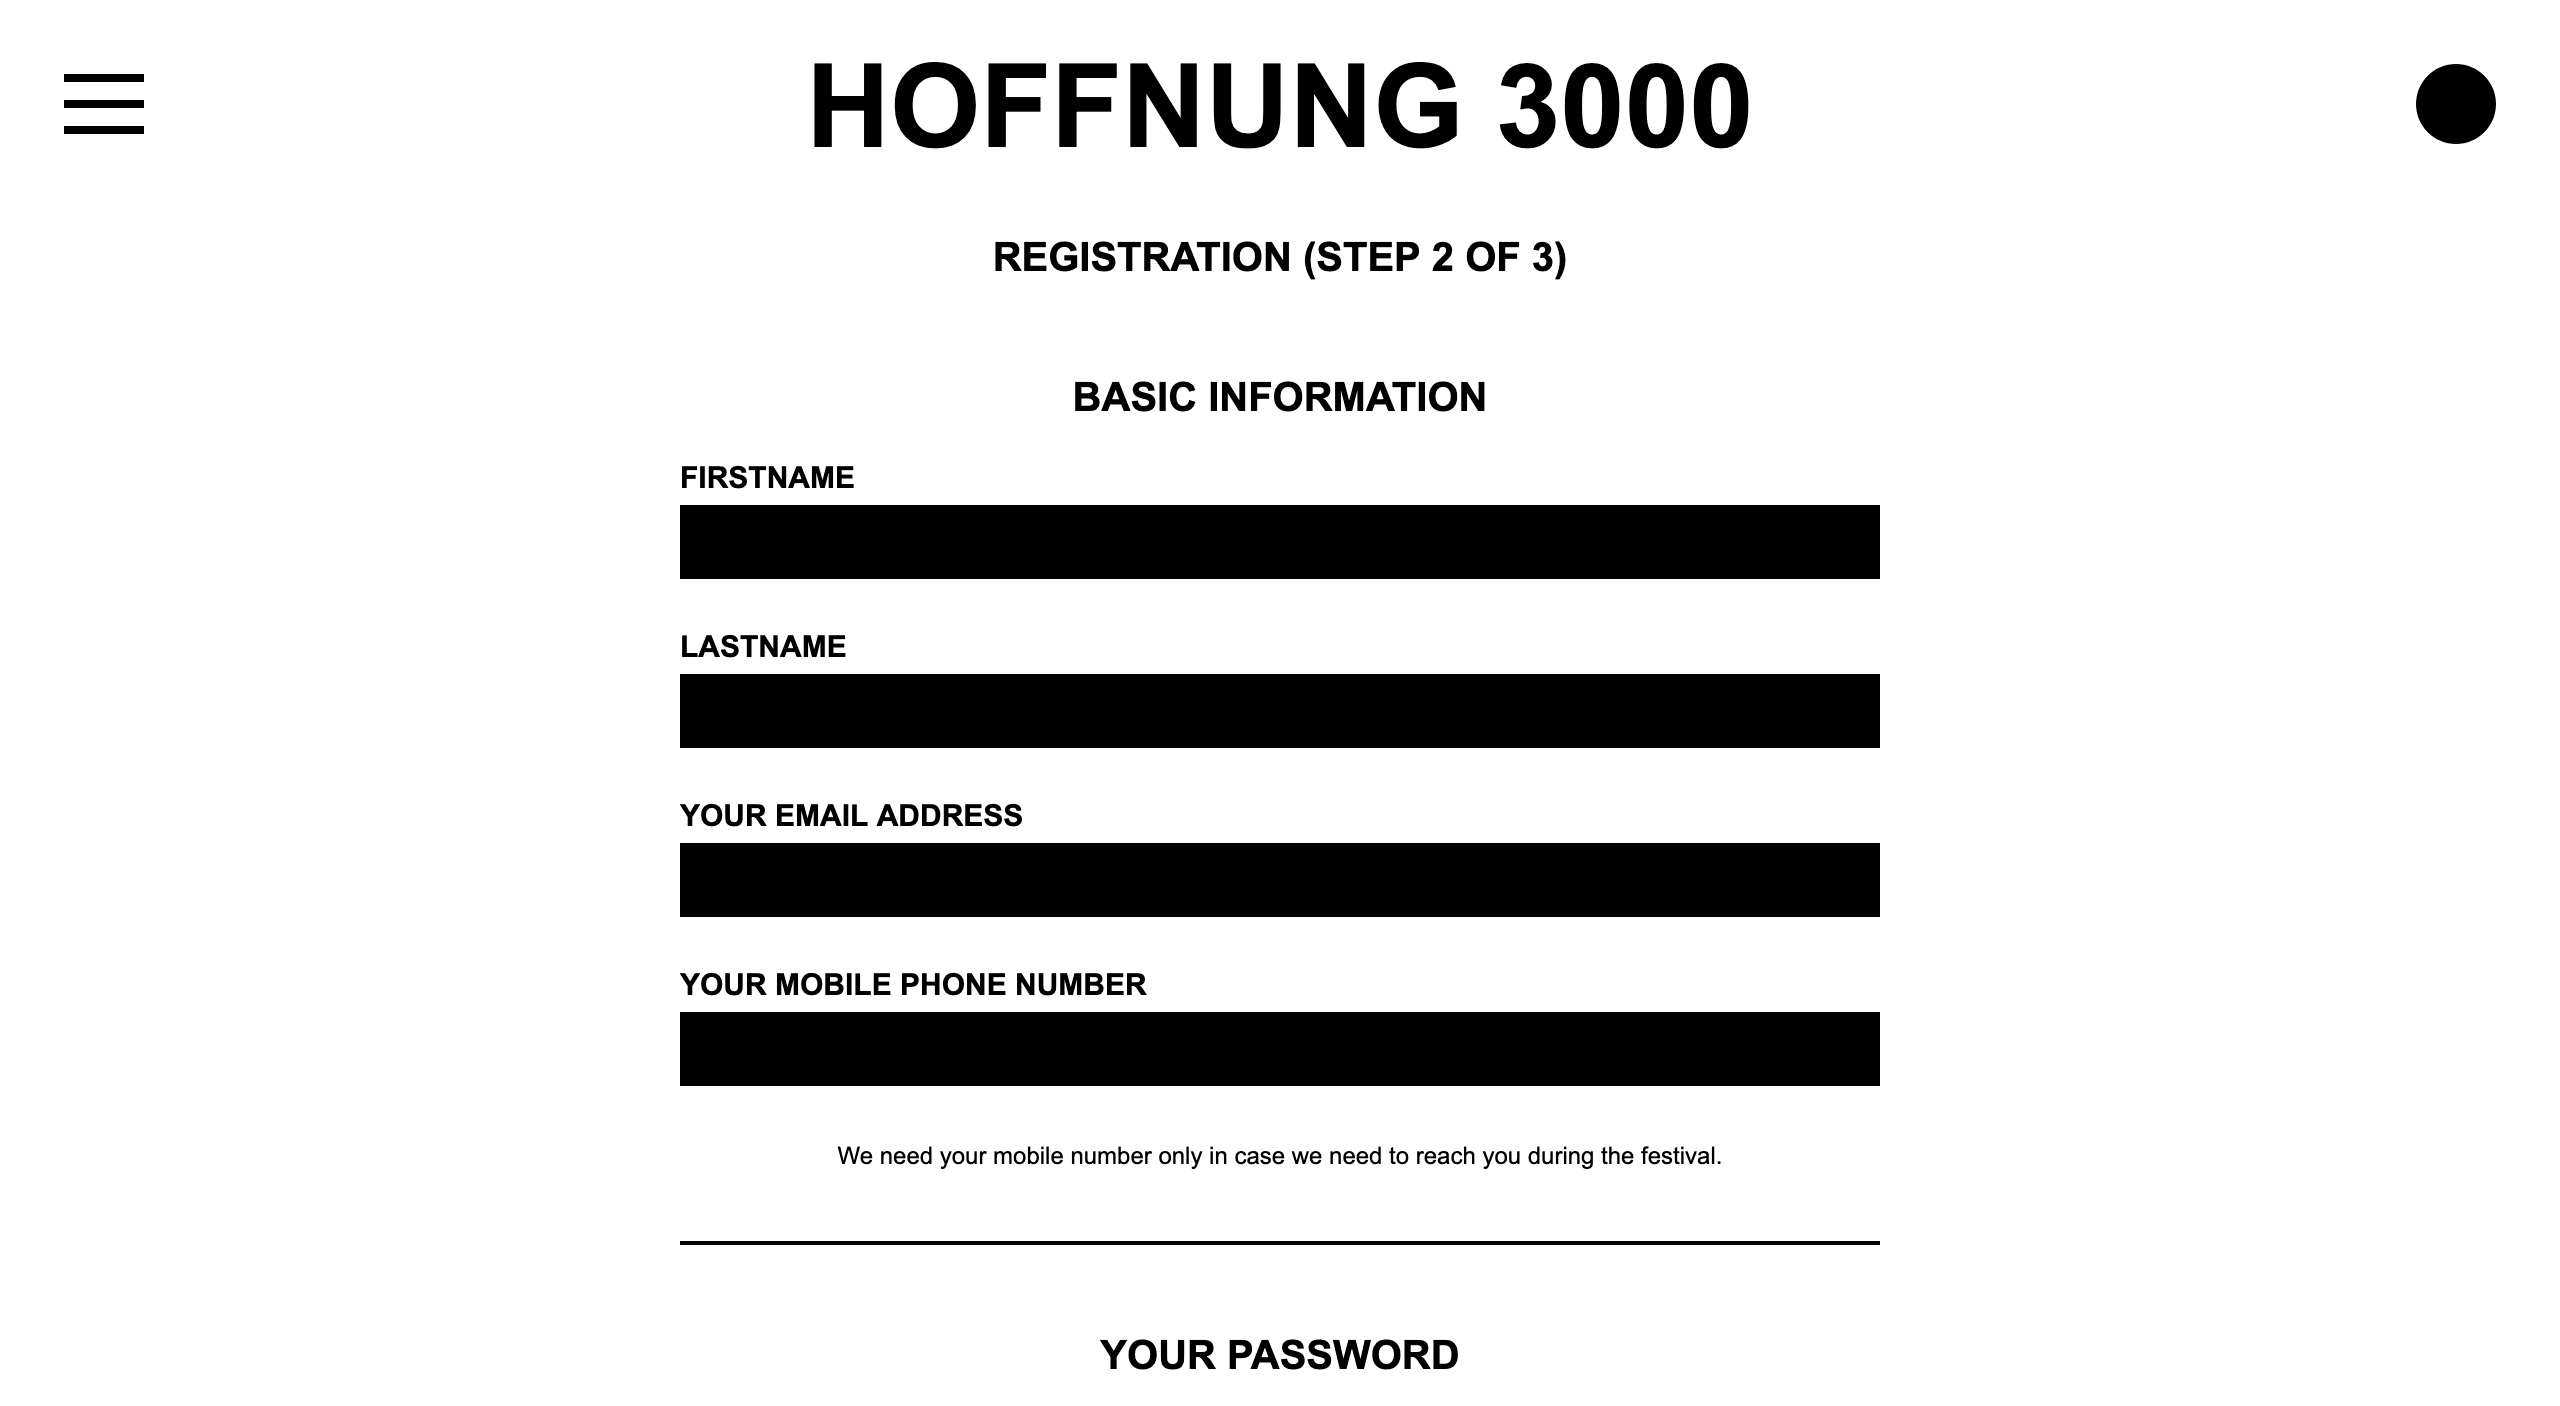 HOFFNUNG 3000
REGISTRATION (STEP 2 OF 3)
BASIC INFORMATION
FIRSTNAME
LASTNAME
YOUR EMAIL ADDRESS
YOUR MOBILE PHONE NUMBER
We need your mobile number only in case we need to reach you during the festival.
YOUR PASSWORD